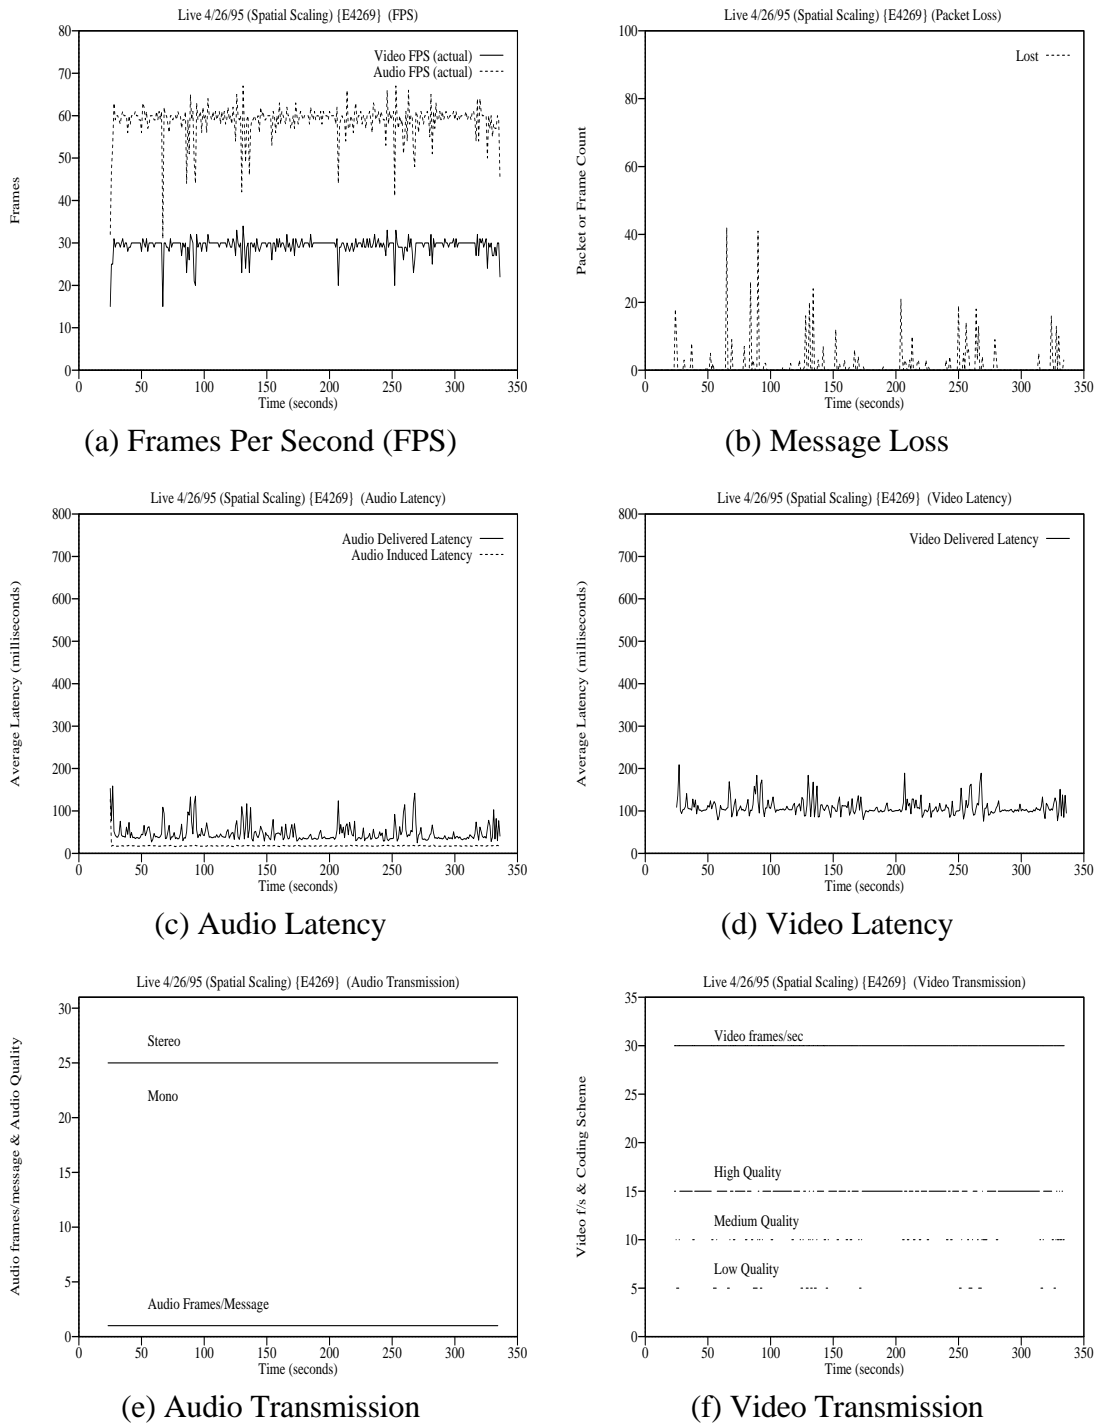 Live 4/26/95 (Spatial Scaling) {E4269} (FPS)
Frames
80
70
60
50
40
30
20
10
0
Video FPS (actual)
Audio FPS (actual)
0 50 100 150 200 250 300 350
Time (seconds)
(a) Frames Per Second (FPS)
Live 4/26/95 (Spatial Scaling) {E4269} (Packet Loss)
Packet or Frame Count
100
80
60
40
20
0
Lost
0 50 100 150 200 250 300 350
Time (seconds)
(b) Message Loss
Live 4/26/95 (Spatial Scaling) {E4269} (Audio Latency)
Average Latency (milliseconds)
800
700
600
500
400
300
200
100
0
Audio Delivered Latency
Audio Induced Latency
0 50 100 150 200 250 300 350
Time (seconds)
(c) Audio Latency
Live 4/26/95 (Spatial Scaling) {E4269} (Video Latency)
Average Latency (milliseconds)
800
700
600
500
400
300
200
100
0
Video Delivered Latency
0 50 100 150 200 250 300 350
Time (seconds)
(d) Video Latency
Live 4/26/95 (Spatial Scaling) {E4269} (Audio Transmission)
Audio frames/message & Audio Quality
30
25
20
15
10
5
0
Stereo
Mono
Audio Frames/Message
0 50 100 150 200 250 300 350
Time (seconds)
(e) Audio Transmission
Live 4/26/95 (Spatial Scaling) {E4269} (Video Transmission)
Video f/s & Coding Scheme
35
30
25
20
15
10
5
0
Video frames/sec
High Quality
Medium Quality
Low Quality
0 50 100 150 200 250 300 350
Time (seconds)
(f) Video Transmission